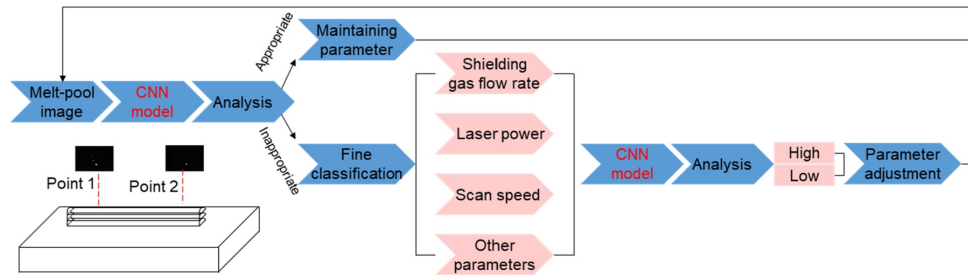 Melt-pool
image
CNN
model
Analysis
Appropriate
Inappropriate
Maintaining
parameter
Fine
classification
Shielding
gas flow rate
Laser power
Scan speed
Other
parameters
CNN
model
Analysis
High
Low
Parameter
adjustment
Point 1
Point 2